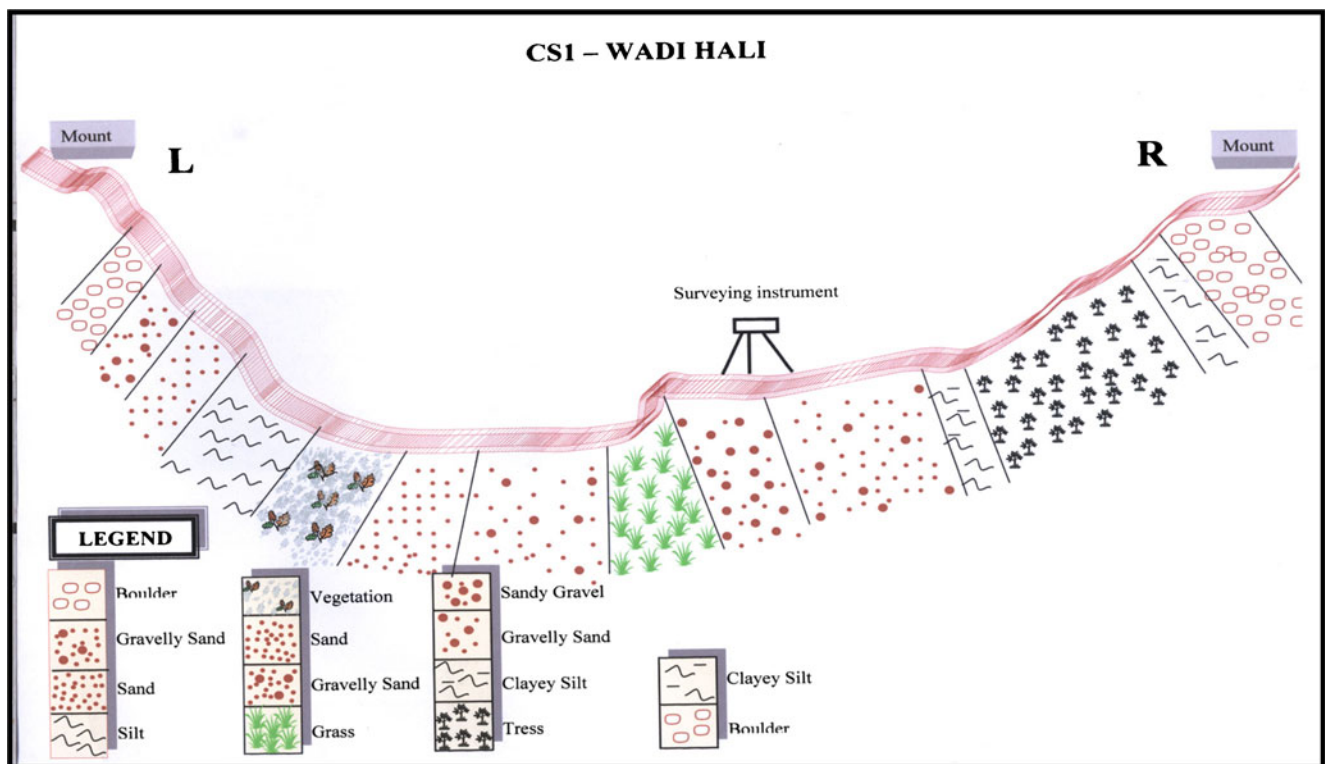 CS1 – WADI HALI
Mount
L
R
Mount
Surveying instrument
LEGEND
Boulder
Gravelly Sand
Sand
Silt
Vegetation
Sand
Gravelly Sand
Grass
Sandy Gravel
Gravelly Sand
Clayey Silt
Tress
Clayey Silt
Boulder